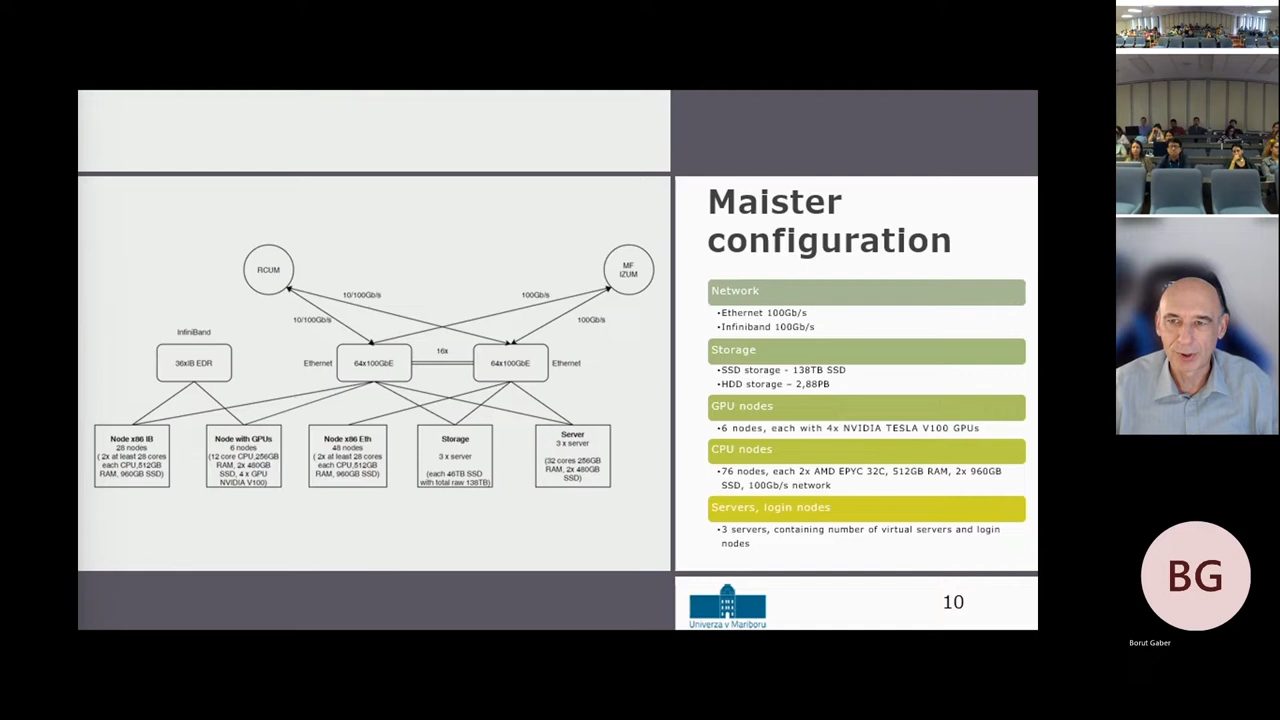 Maister
configuration
Network
•Ethernet 100Gb/s
•Infiniband 100Gb/s
Storage
•SSD storage - 138TB SSD
•HDD storage – 2,88PB
GPU nodes
•6 nodes, each with 4x NVIDIA TESLA V100 GPUs
CPU nodes
•76 nodes, each 2x AMD EPYC 32C, 512GB RAM, 2x 960GB
SSD, 100Gb/s network
Servers, login nodes
•3 servers, containing number of virtual servers and login
nodes
RCUM
MF
IZUM
10/100Gb/s
100Gb/s
10/100Gb/s
100Gb/s
InfiniBand
36xIB EDR
Ethernet
64x100GbE
16x
64x100GbE
Ethernet
Node x86 IB
28 nodes
( 2x at least 28 cores
each CPU,512GB
RAM, 960GB SSD)
Node with GPUs
6 nodes
(12 core CPU,256GB
RAM, 2x 480GB
SSD, 4 x GPU
NVIDIA V100)
Node x86 Eth
48 nodes
( 2x at least 28 cores
each CPU,512GB
RAM, 960GB SSD)
Storage
3 x server
(each 46TB SSD
with total raw 138TB)
Server
3 x server
(32 cores 256GB
RAM, 2x 480GB
SSD)
Univerza v Mariboru
10
BG
Borut Gaber